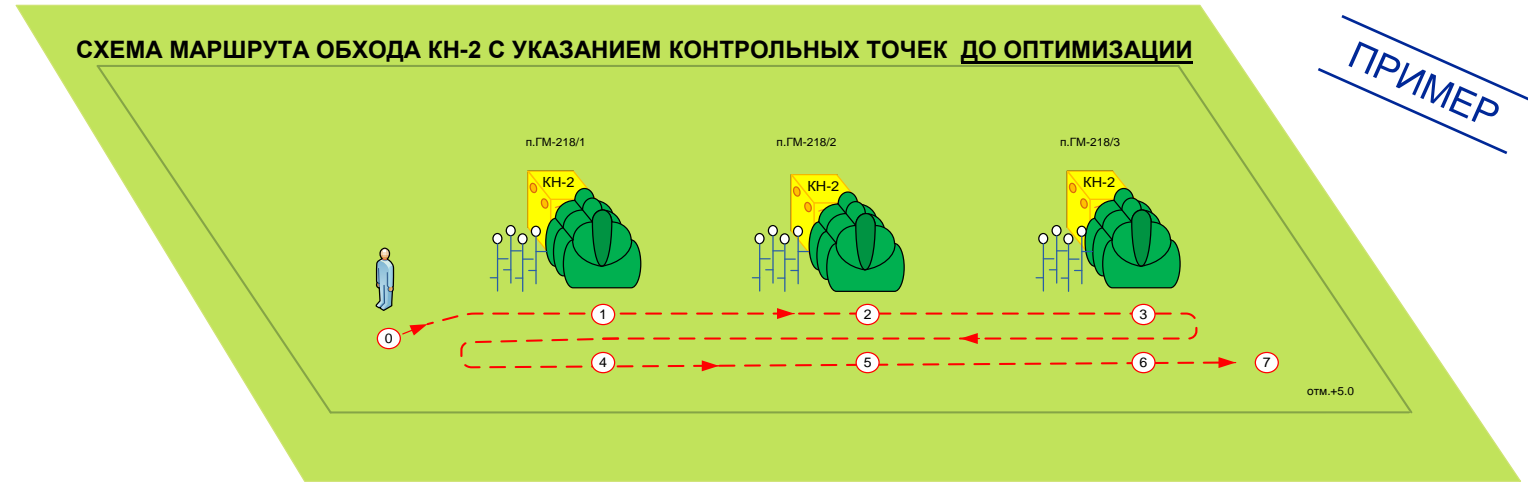 СХЕМА МАРШРУТА ОБХОДА КН-2 С УКАЗАНИЕМ КОНТРОЛЬНЫХ ТОЧЕК ДО ОПТИМИЗАЦИИ
ПРИМЕР
п.ГМ-218/1 п.ГМ-218/2 п.ГМ-218/3
КН-2 КН-2 КН-2
1 2 3
0
4 5 6 7
отм.+5.0